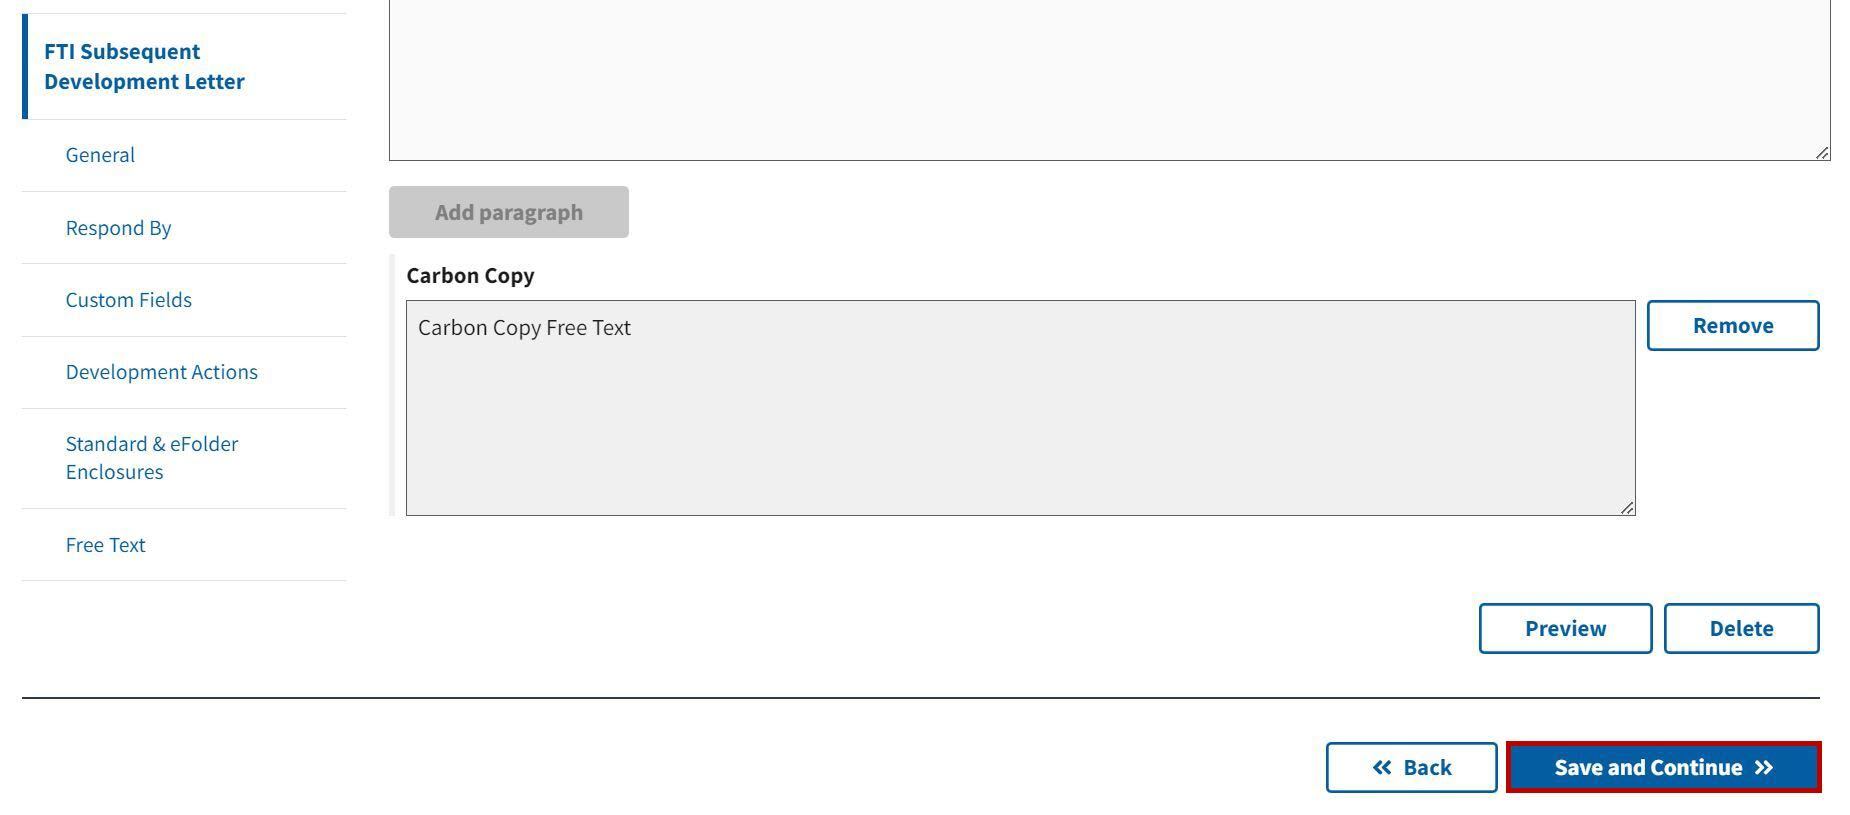 FTI Subsequent
Development Letter
General
Respond By
Custom Fields
Development Actions
Standard & eFolder
Enclosures
Free Text
Add paragraph
Carbon Copy
Carbon Copy Free Text
Remove
Preview
Delete
Back
Save and Continue